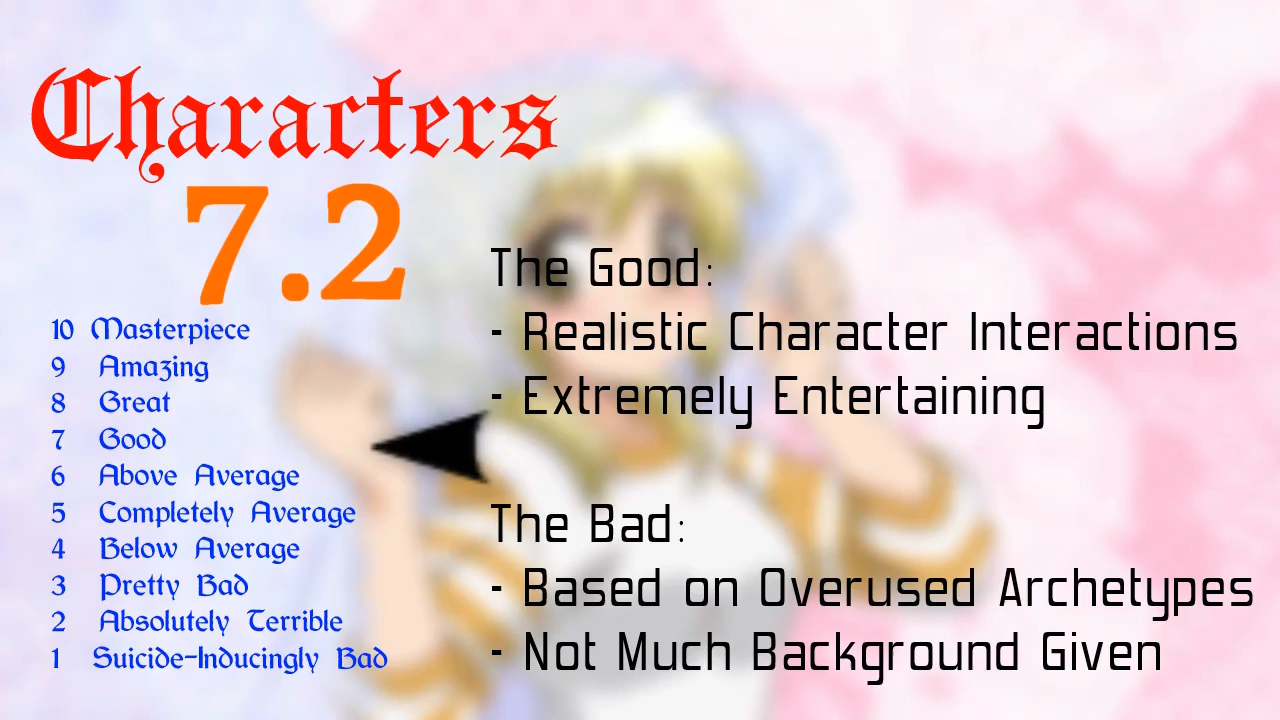 Characters
7.2
10 Masterpiece
9 Amazing
8 Great
7 Good
6 Above Average
5 Completely Average
4 Below Average
3 Pretty Bad
2 Absolutely Terrible
1 Suicide-Inducingly Bad
The Good:
- Realistic Character Interactions
- Extremely Entertaining
The Bad:
- Based on Overused Archetypes
- Not Much Background Given